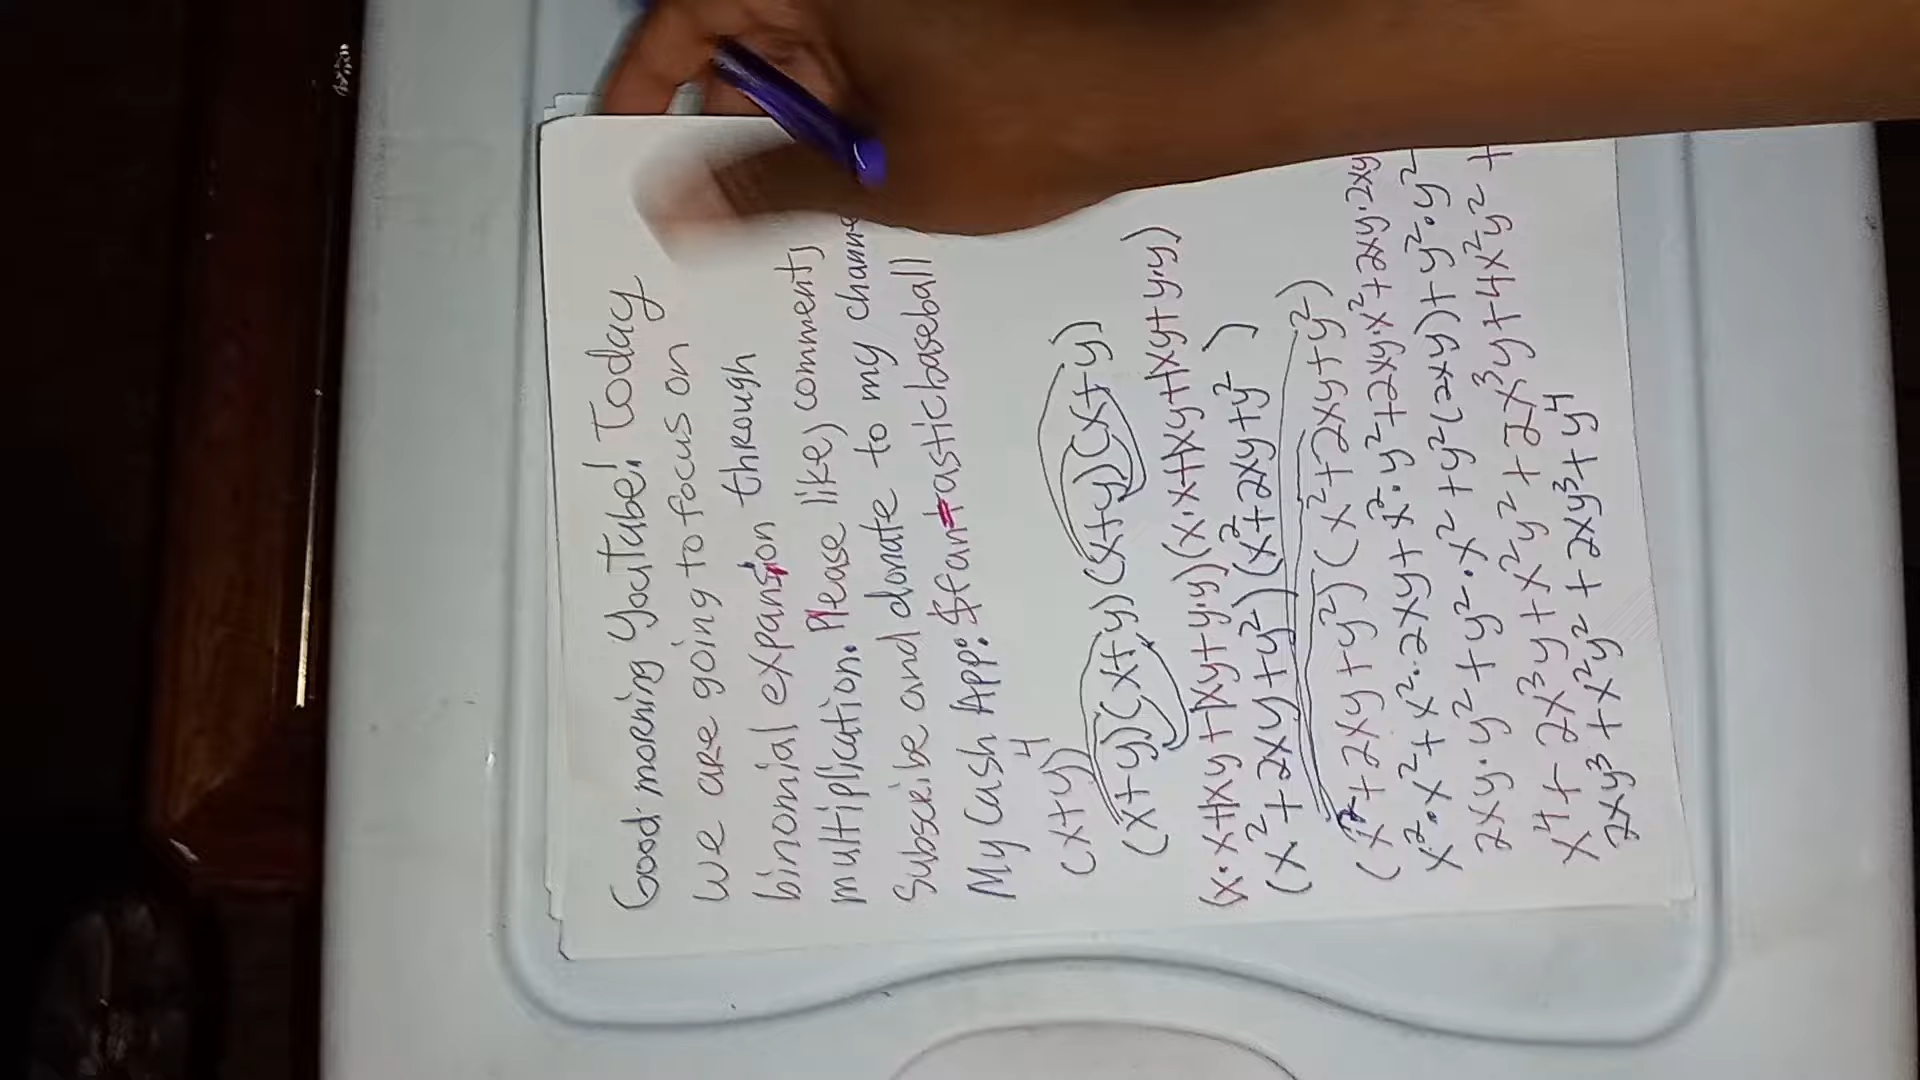 Good morning YouTube! Today
we are going to focus on
binomial expansion through
multiplication. Please like, comment,
subscribe and donate to my channe
My Cash App: $fantasticbaseball
(x+y)⁴
(x+y)(x+y)(x+y)(x+y)
(x·x+1xy+1xy+y·y)(x·x+1xy+1xy+y·y)
(x²+2xy+y²)(x²+2xy+y²)
(x²+2xy+y²)(x²+2xy+y²)
x²·x²+x²·2xy+x²·y²+2xy·x²+2xy·2xy
2xy·y²+y²·x²+y²(2xy)+y²·y²
x⁴+2x³y+x²y²+2x³y+4x²y²+
2xy³+x²y²+2xy³+y⁴